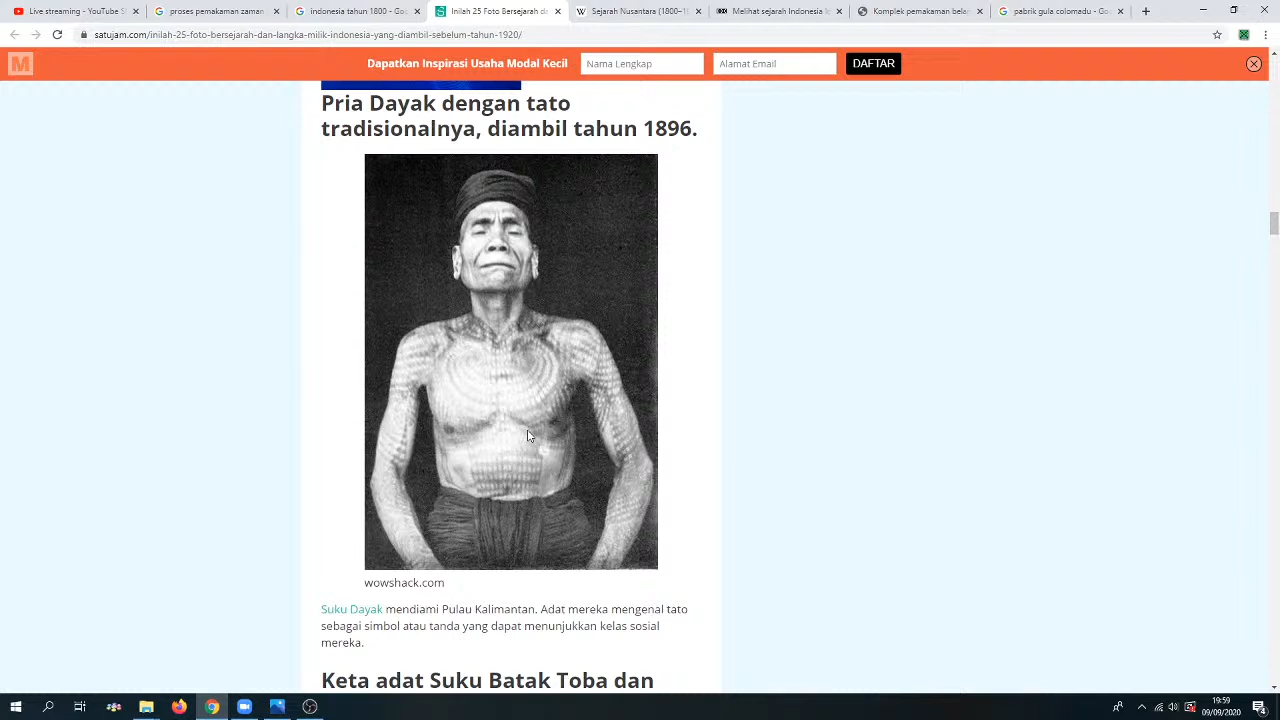 Live streaming - YouTube S
proses pemakaman zaman
indonesia tahun 1800 - Goo
Inilah 25 Foto Bersejarah da
Sejarah Nusantara (1800–1
Melihat sejarah Indonesia le
Komplek pemakaman bela
pabrik gula colomadu - Go
satujam.com/inilah-25-foto-bersejarah-dan-langka-milik-indonesia-yang-diambil-sebelum-tahun-1920/
M
Dapatkan Inspirasi Usaha Modal Kecil
Nama Lengkap
Alamat Email
DAFTAR
Pria Dayak dengan tato
tradisionalnya, diambil tahun 1896.
wowshack.com
Suku Dayak mendiami Pulau Kalimantan. Adat mereka mengenal tato
sebagai simbol atau tanda yang dapat menunjukkan kelas sosial
mereka.
Keta adat Suku Batak Toba dan
19:59
09/09/2020